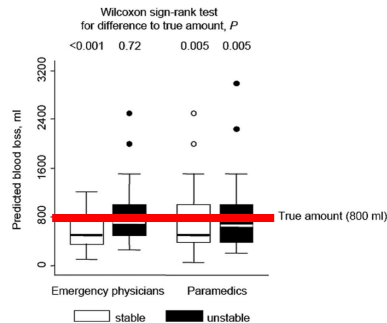 Wilcoxon sign-rank test
for difference to true amount, P
<0.001 0.72 0.005 0.005
Predicted blood loss, ml
3200
2400
1600
800
0
True amount (800 ml)
Emergency physicians Paramedics
stable unstable